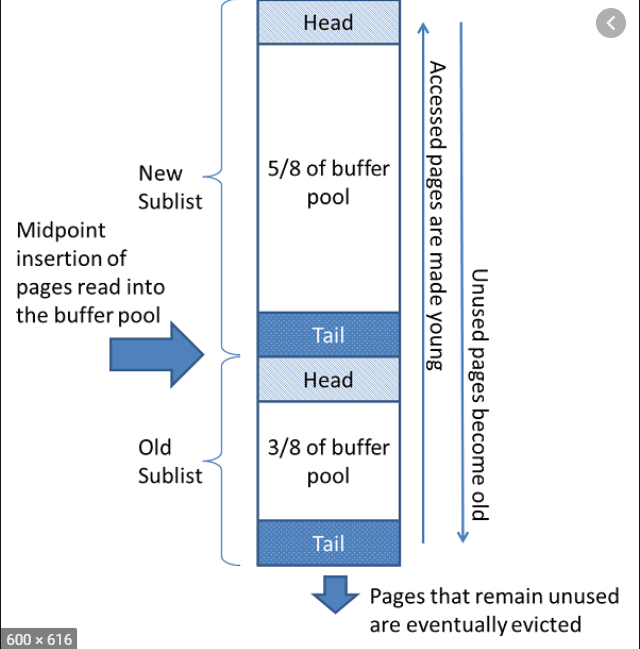 Head
5/8 of buffer
pool
New
Sublist
Midpoint
insertion of
pages read into
the buffer pool
Tail
Head
Old
Sublist
3/8 of buffer
pool
Tail
Accessed pages are made young
Unused pages become old
Pages that remain unused
are eventually evicted
600 × 616